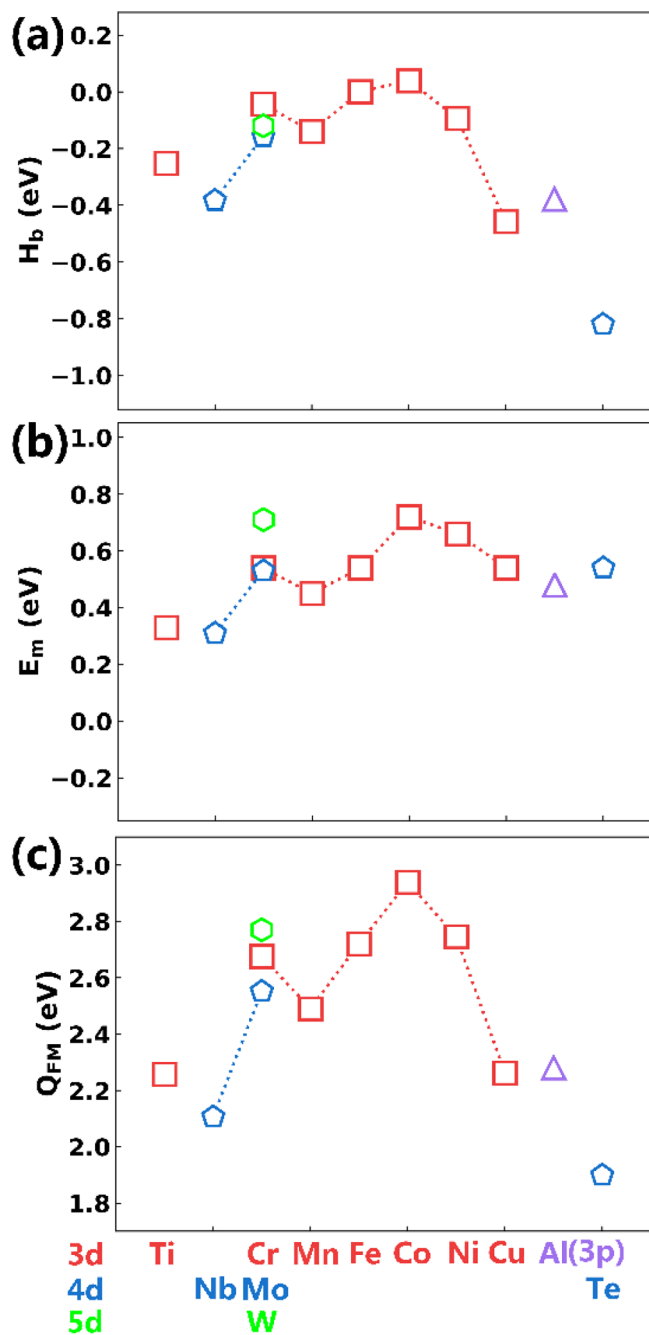 (a)
H_b (eV)
0.2
0.0
−0.2
−0.4
−0.6
−0.8
−1.0
(b)
E_m (eV)
1.0
0.8
0.6
0.4
0.2
0.0
−0.2
(c)
Q_FM (eV)
3.0
2.8
2.6
2.4
2.2
2.0
1.8
3d Ti Cr Mn Fe Co Ni Cu Al(3p)
4d Nb Mo Te
5d W